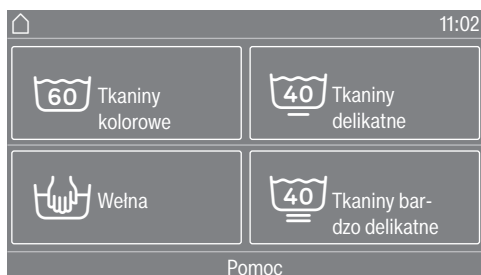 11:02
60 Tkaniny
kolorowe
40 Tkaniny
delikatne
Wełna
40 Tkaniny bar-
dzo delikatne
Pomoc